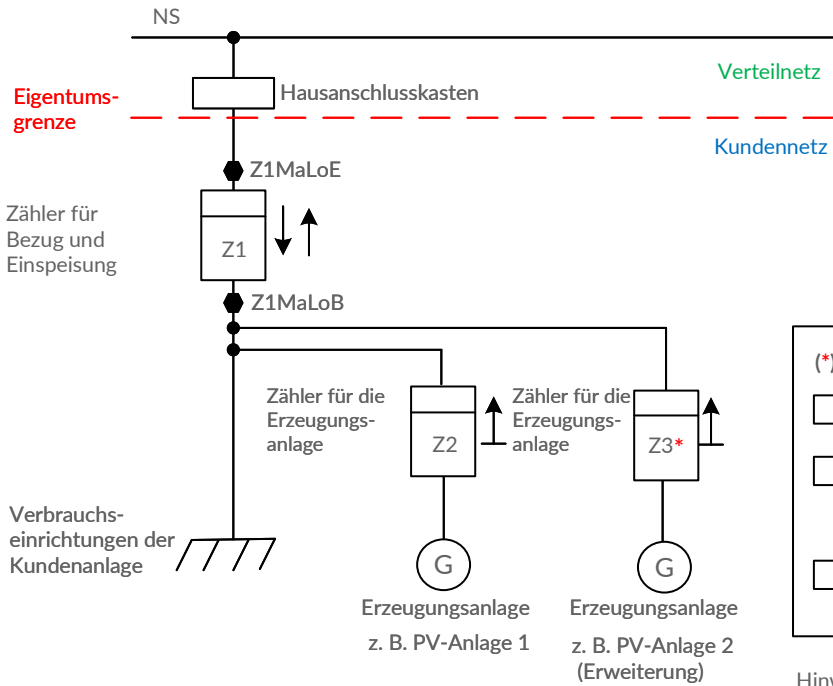 NS
Verteilnetz
Hausanschlusskasten
Eigentums-
grenze
Kundennetz
Z1MaLoE
Zähler für
Bezug und
Einspeisung
Z1
Z1MaLoB
(*)
Zähler für die
Erzeugungs-
anlage
Z2
Zähler für die
Erzeugungs-
anlage
Z3*
Verbrauchs-
einrichtungen der
Kundenanlage
G
G
Erzeugungsanlage
z. B. PV-Anlage 1
Erzeugungsanlage
z. B. PV-Anlage 2
(Erweiterung)
Hinw